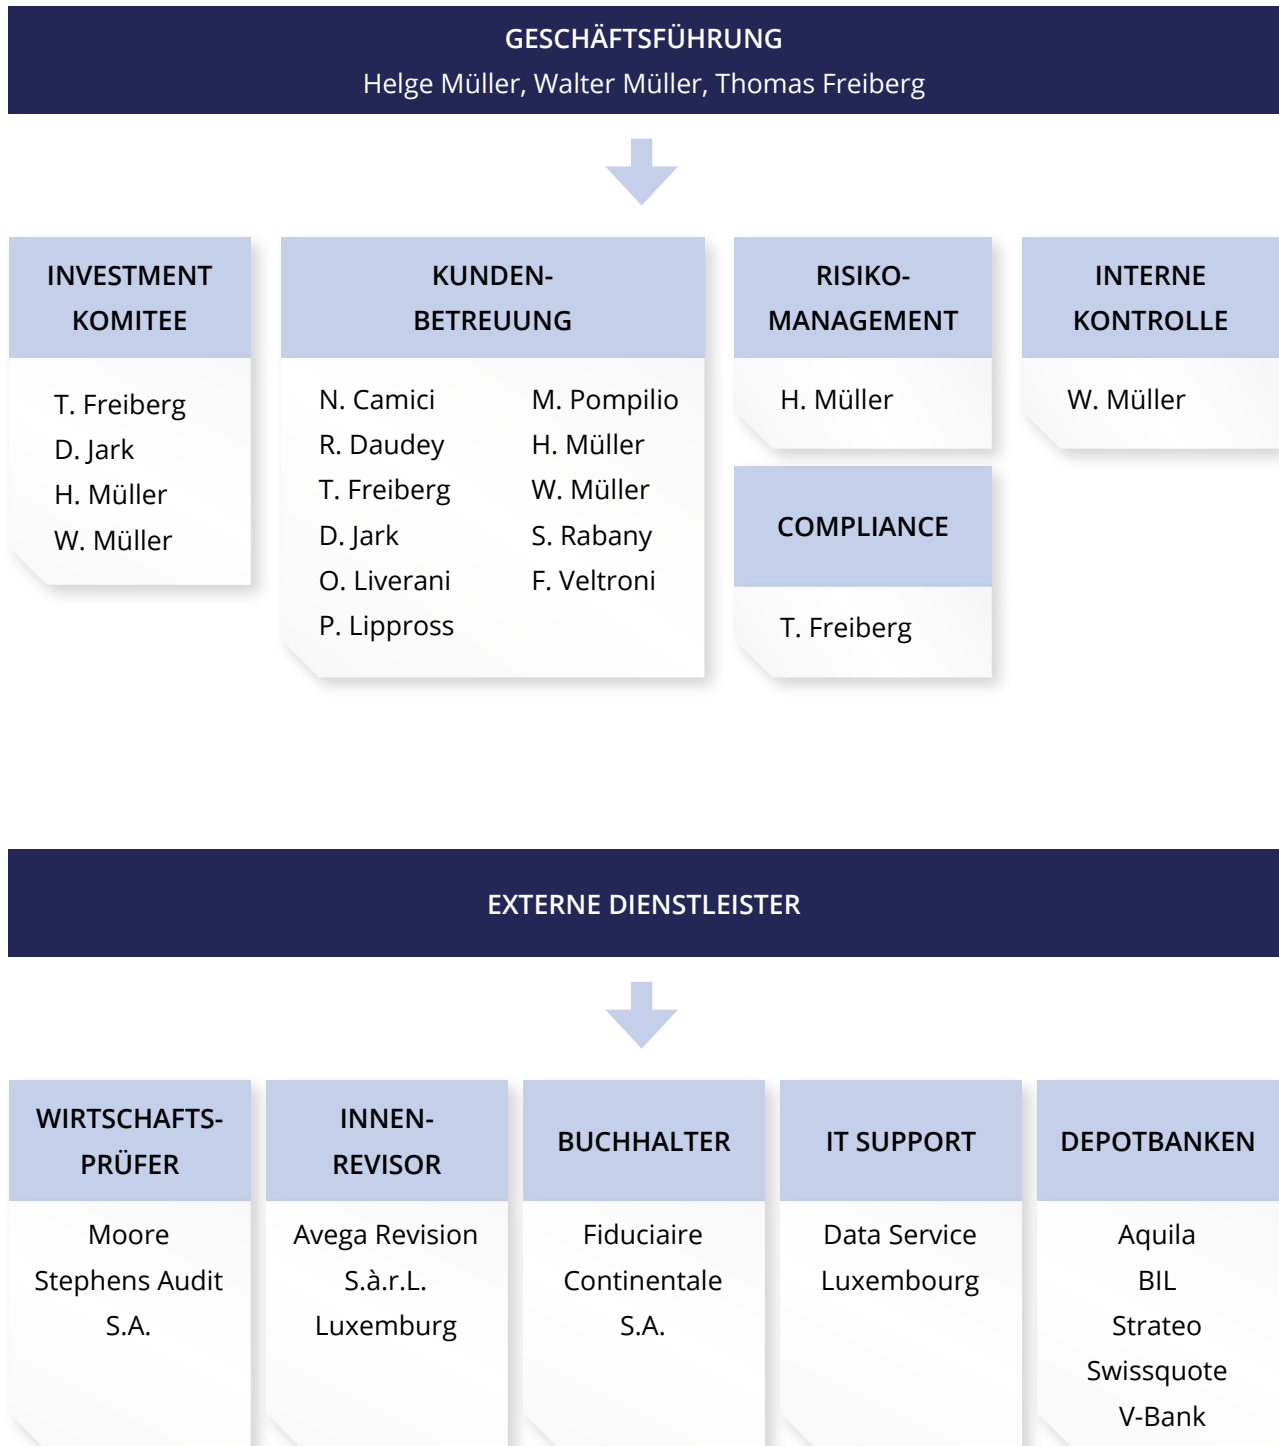 GESCHÄFTSFÜHRUNG
Helge Müller, Walter Müller, Thomas Freiberg
INVESTMENT
KOMITEE
T. Freiberg
D. Jark
H. Müller
W. Müller
KUNDEN-
BETREUUNG
N. Camici
R. Daudey
T. Freiberg
D. Jark
O. Liverani
P. Lippross
M. Pompilio
H. Müller
W. Müller
S. Rabany
F. Veltroni
RISIKO-
MANAGEMENT
H. Müller
COMPLIANCE
T. Freiberg
INTERNE
KONTROLLE
W. Müller
EXTERNE DIENSTLEISTER
WIRTSCHAFTS-
PRÜFER
Moore
Stephens Audit
S.A.
INNEN-
REVISOR
Avega Revision
S.à.r.L.
Luxemburg
BUCHHALTER
Fiduciaire
Continentale
S.A.
IT SUPPORT
Data Service
Luxembourg
DEPOTBANKEN
Aquila
BIL
Strateo
Swissquote
V-Bank